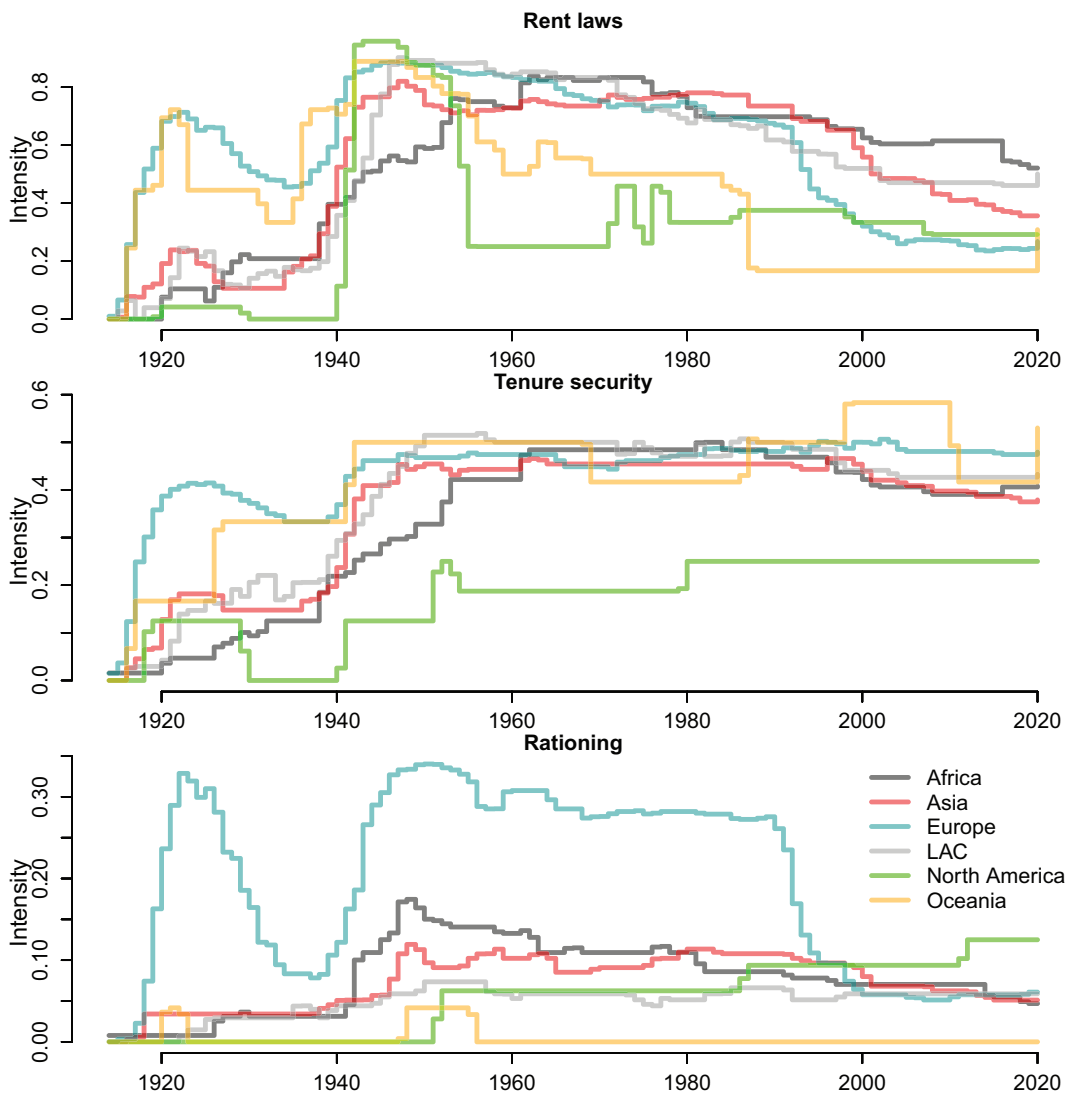 Rent laws
Intensity
0.0 0.2 0.4 0.6 0.8
1920 1940 1960 1980 2000 2020
Tenure security
Intensity
0.0 0.2 0.4 0.6
1920 1940 1960 1980 2000 2020
Rationing
Intensity
0.00 0.10 0.20 0.30
Africa
Asia
Europe
LAC
North America
Oceania
1920 1940 1960 1980 2000 2020